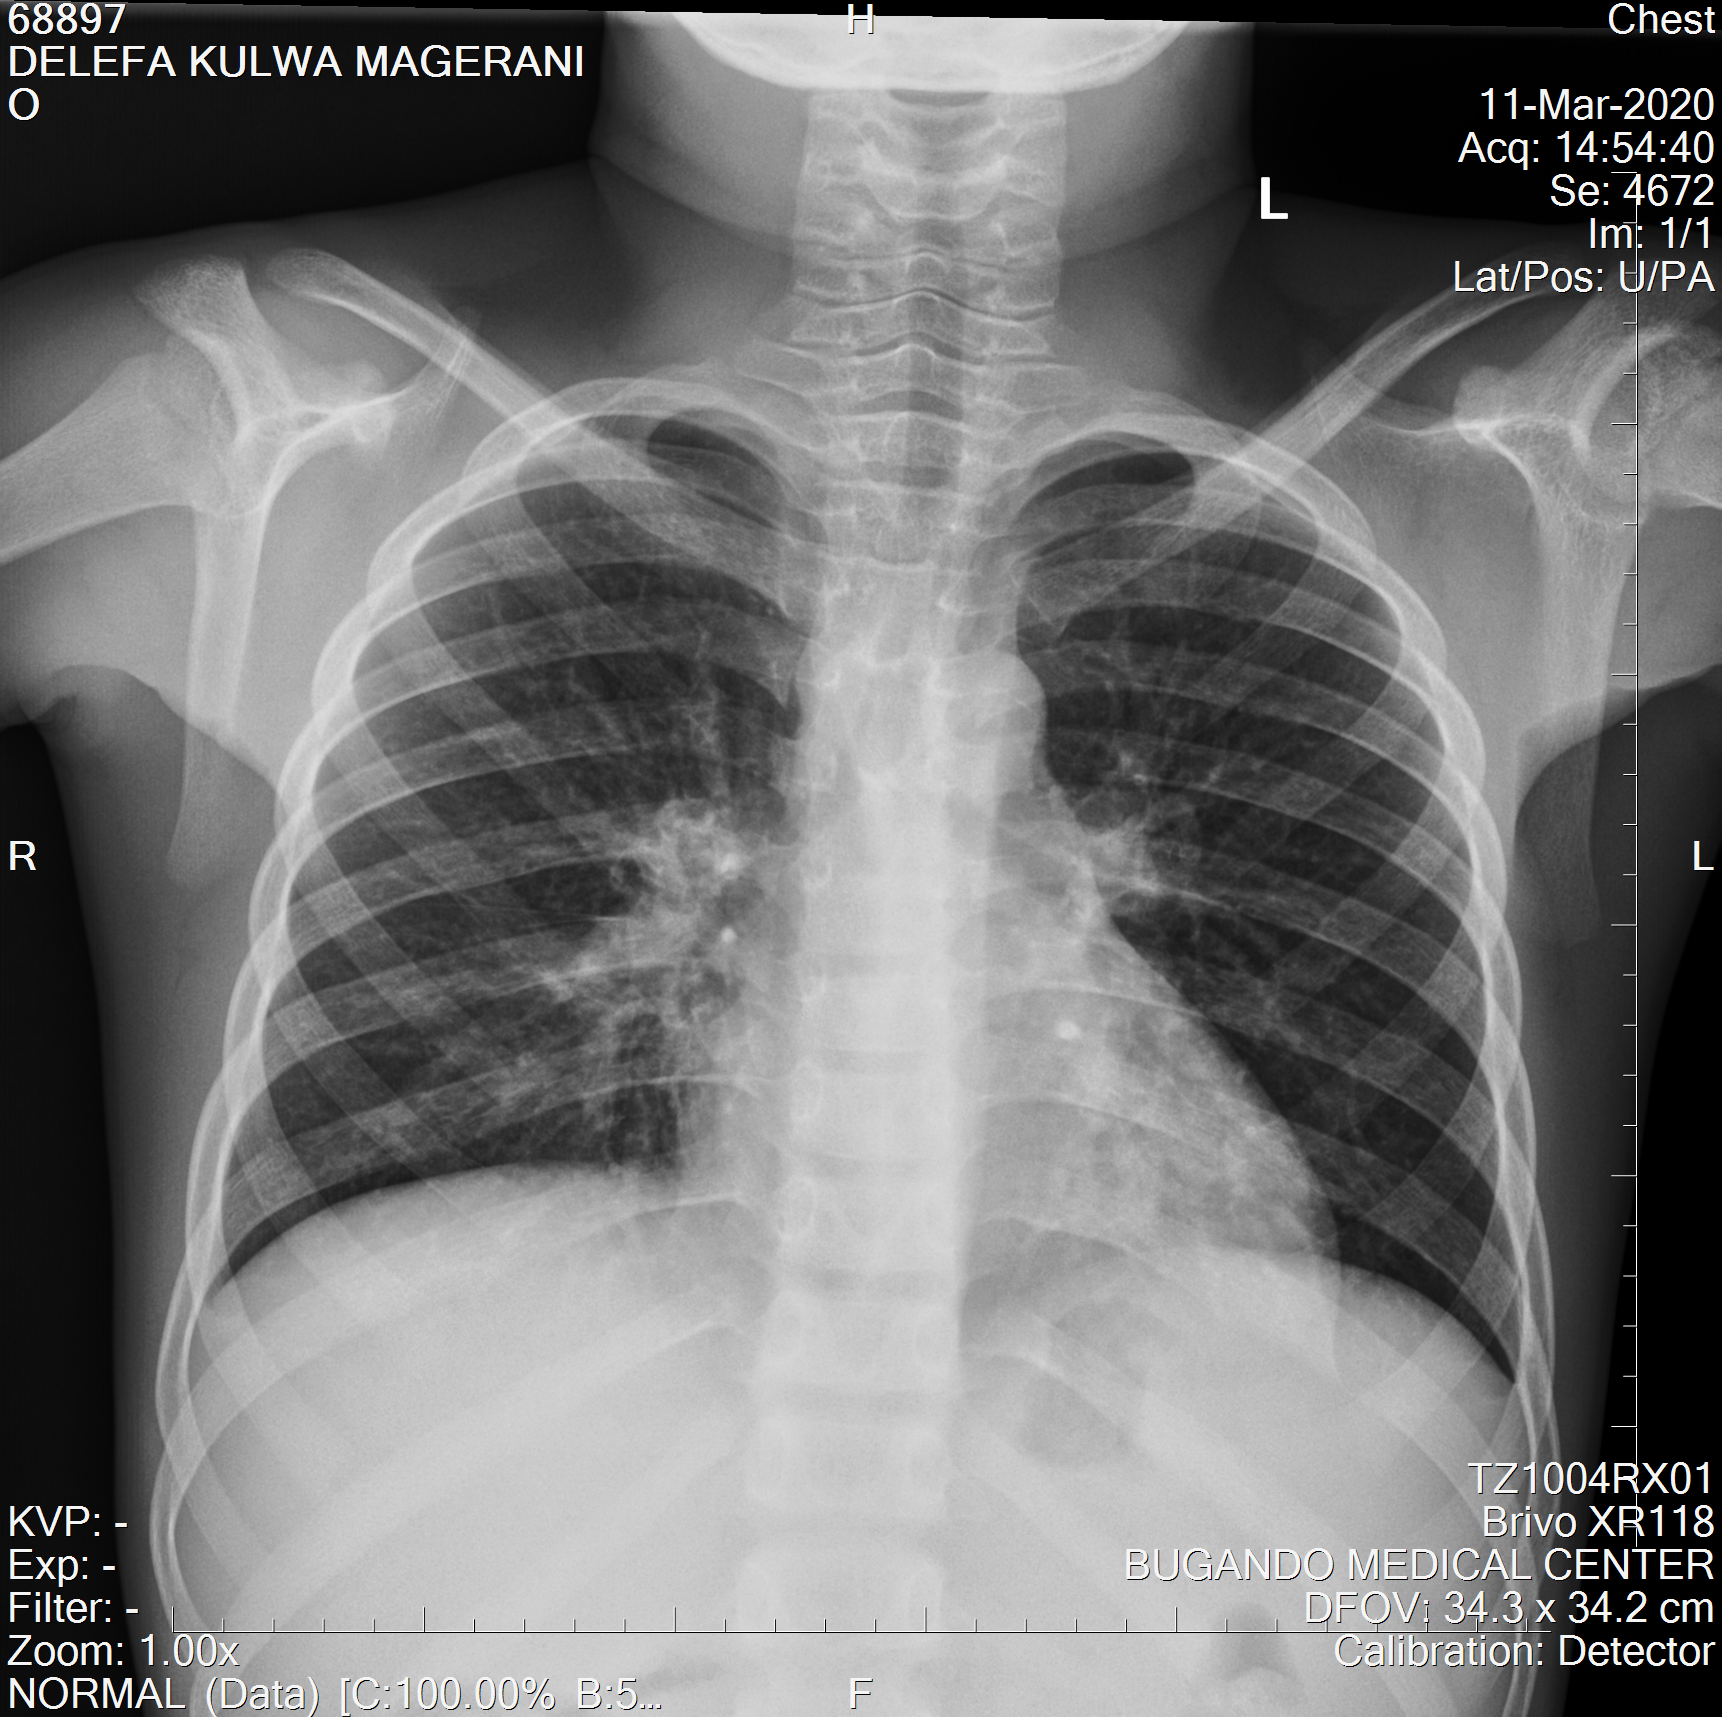 68897
DELEFA KULWA MAGERANI
O
H
Chest
11-Mar-2020
Acq: 14:54:40
Se: 4672
Im: 1/1
Lat/Pos: U/PA
L
R
L
KVP: -
Exp: -
Filter: -
Zoom: 1.00x
NORMAL (Data) [C:100.00% B:5...
F
TZ1004RX01
Brivo XR118
BUGANDO MEDICAL CENTER
DFOV: 34.3 x 34.2 cm
Calibration: Detector